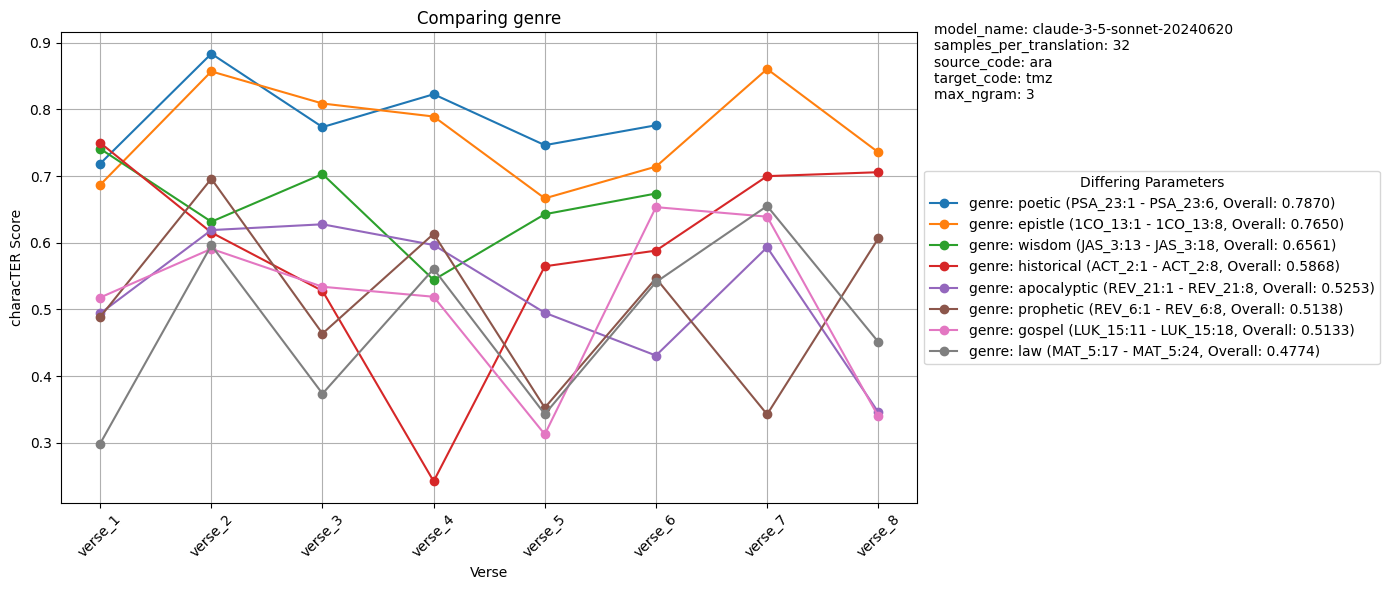 Comparing genre
model_name: claude-3-5-sonnet-20240620
samples_per_translation: 32
source_code: ara
target_code: tmz
max_ngram: 3
characTER Score
0.9
0.8
0.7
0.6
0.5
0.4
0.3
verse_1
verse_2
verse_3
verse_4
verse_5
verse_6
verse_7
verse_8
Verse
Differing Parameters
genre: poetic (PSA_23:1 - PSA_23:6, Overall: 0.7870)
genre: epistle (1CO_13:1 - 1CO_13:8, Overall: 0.7650)
genre: wisdom (JAS_3:13 - JAS_3:18, Overall: 0.6561)
genre: historical (ACT_2:1 - ACT_2:8, Overall: 0.5868)
genre: apocalyptic (REV_21:1 - REV_21:8, Overall: 0.5253)
genre: prophetic (REV_6:1 - REV_6:8, Overall: 0.5138)
genre: gospel (LUK_15:11 - LUK_15:18, Overall: 0.5133)
genre: law (MAT_5:17 - MAT_5:24, Overall: 0.4774)